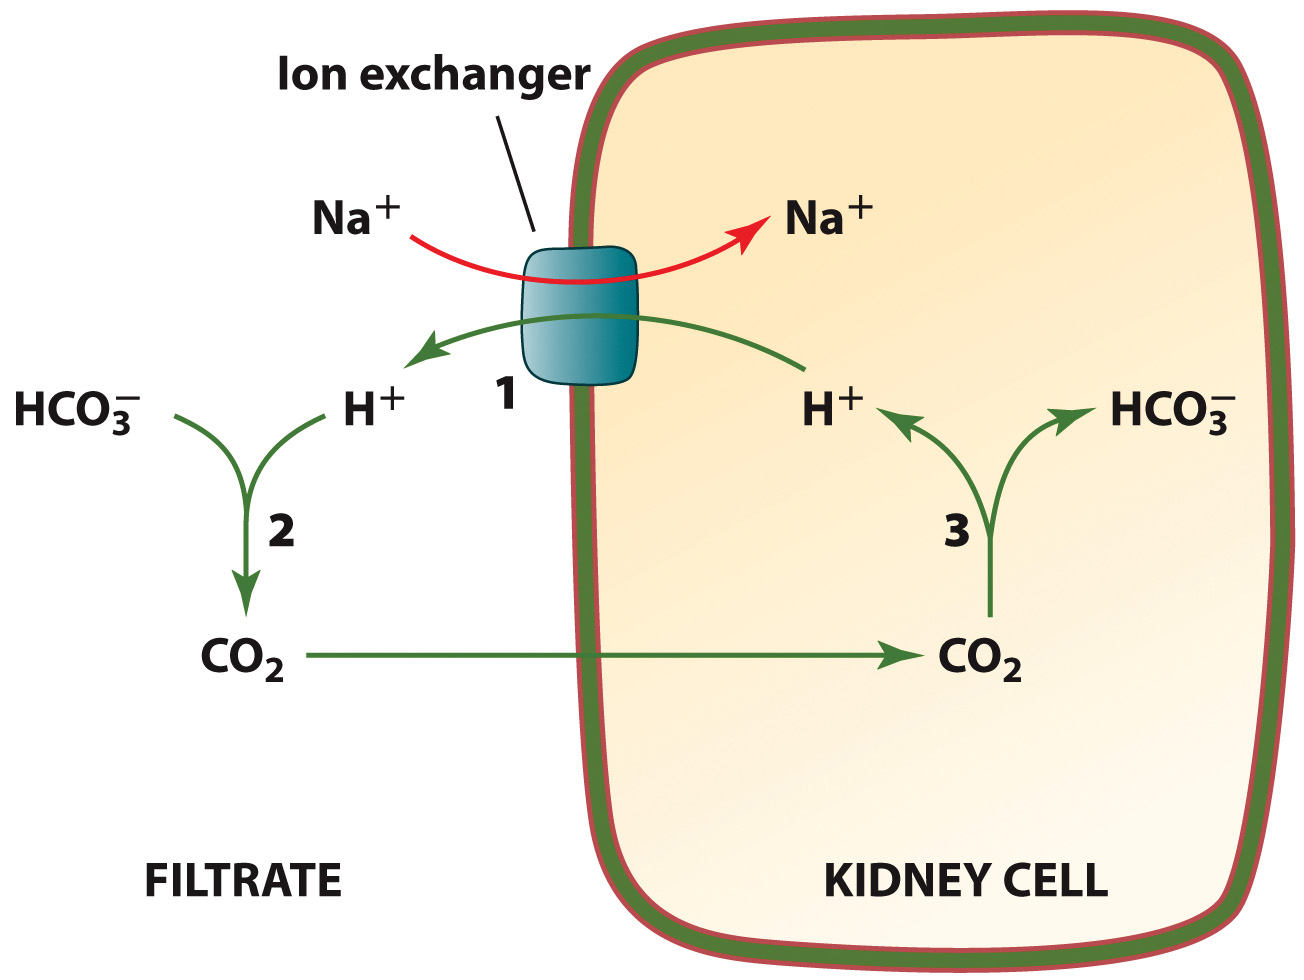 Ion exchanger
Na⁺ Na⁺
1
HCO₃⁻ H⁺ H⁺ HCO₃⁻
2 3
CO₂ CO₂
FILTRATE KIDNEY CELL